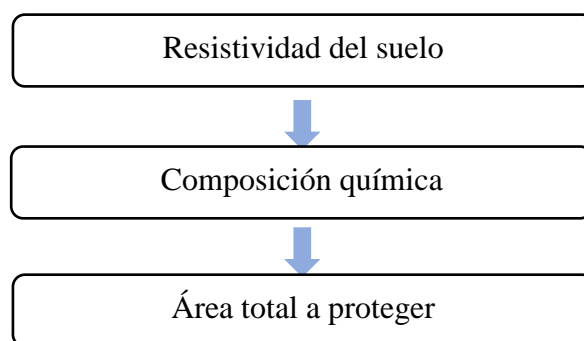 Resistividad del suelo
Composición química
Área total a proteger